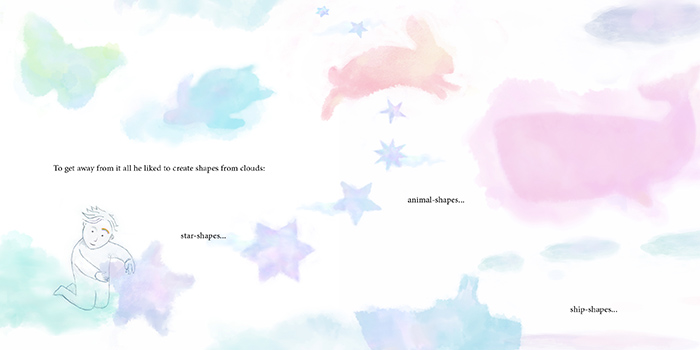 To get away from it all he liked to create shapes from clouds:
star-shapes...
animal-shapes...
ship-shapes...